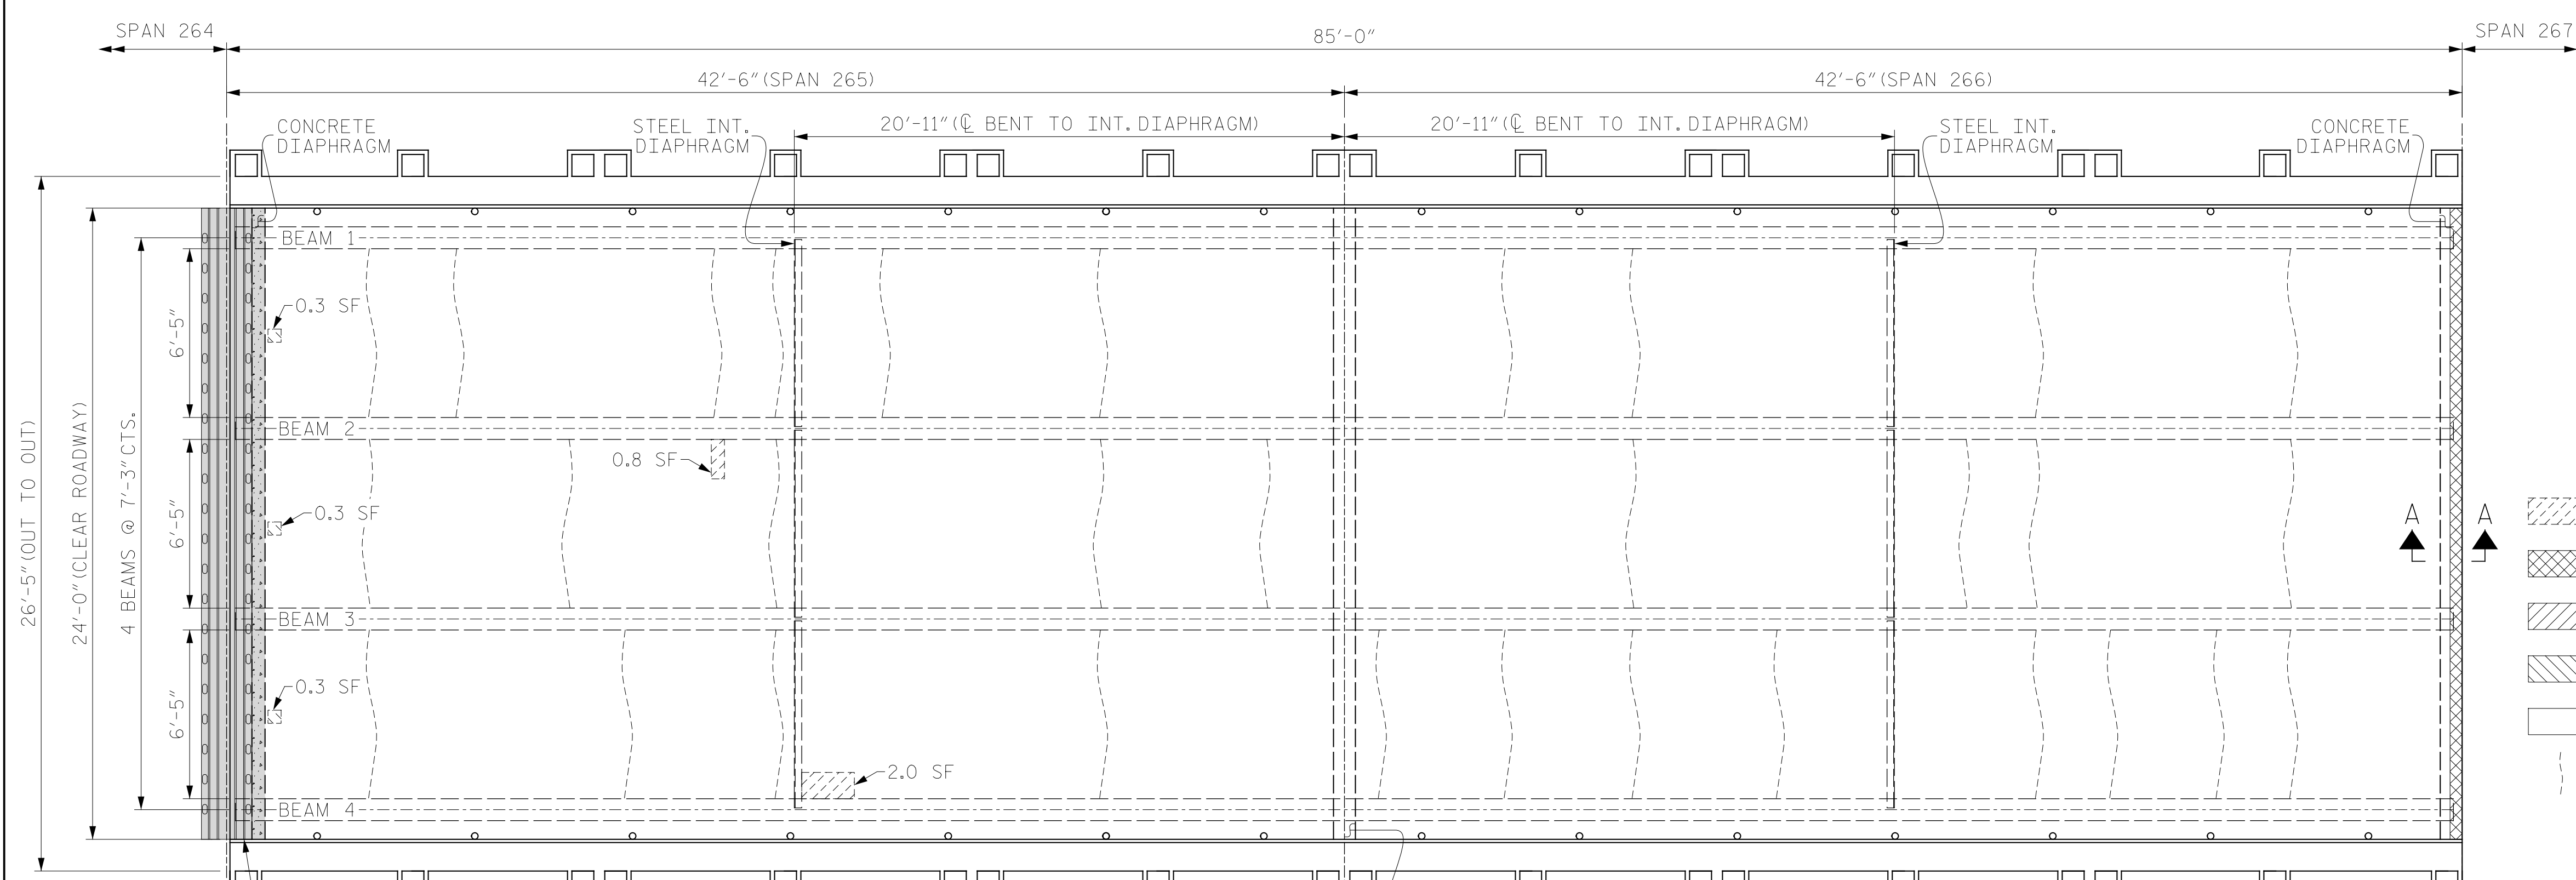 SPAN 264
85'-0"
SPAN 267
42'-6" (SPAN 265)
42'-6" (SPAN 266)
20'-11" (℄ BENT TO INT. DIAPHRAGM)
20'-11" (℄ BENT TO INT. DIAPHRAGM)
CONCRETE
DIAPHRAGM
STEEL INT.
DIAPHRAGM
STEEL INT.
DIAPHRAGM
CONCRETE
DIAPHRAGM
26'-5" (OUT TO OUT)
24'-0" (CLEAR ROADWAY)
4 BEAMS @ 7'-3" CTS.
6'-5"
6'-5"
6'-5"
BEAM 1
0.3 SF
BEAM 2
0.8 SF
0.3 SF
BEAM 3
0.3 SF
2.0 SF
BEAM 4
A
A